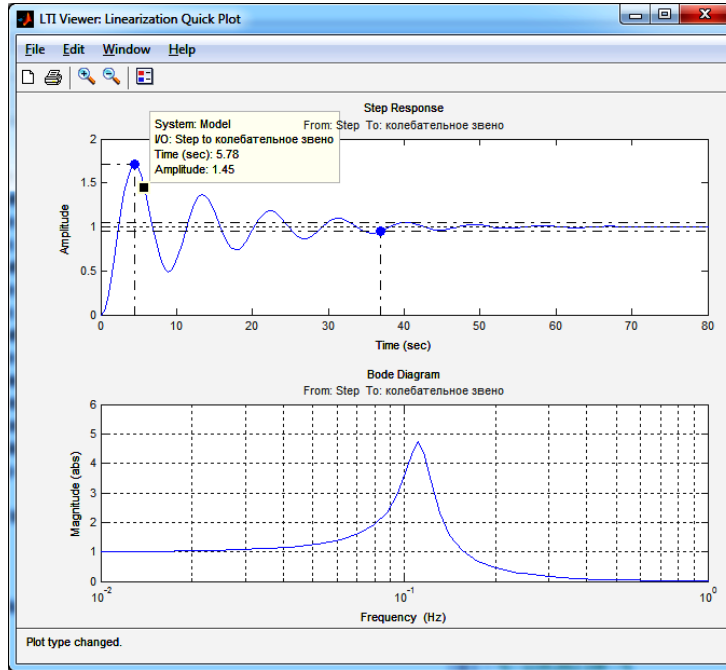 LTI Viewer: Linearization Quick Plot
File Edit Window Help
Step Response
From: Step To: колебательное звено
System: Model
I/O: Step to колебательное звено
Time (sec): 5.78
Amplitude: 1.45
Amplitude
2
1.5
1
0.5
0
0 10 20 30 40 50 60 70 80
Time (sec)
Bode Diagram
From: Step To: колебательное звено
Magnitude (abs)
6
5
4
3
2
1
0
10^-2 10^-1 10^0
Frequency (Hz)
Plot type changed.